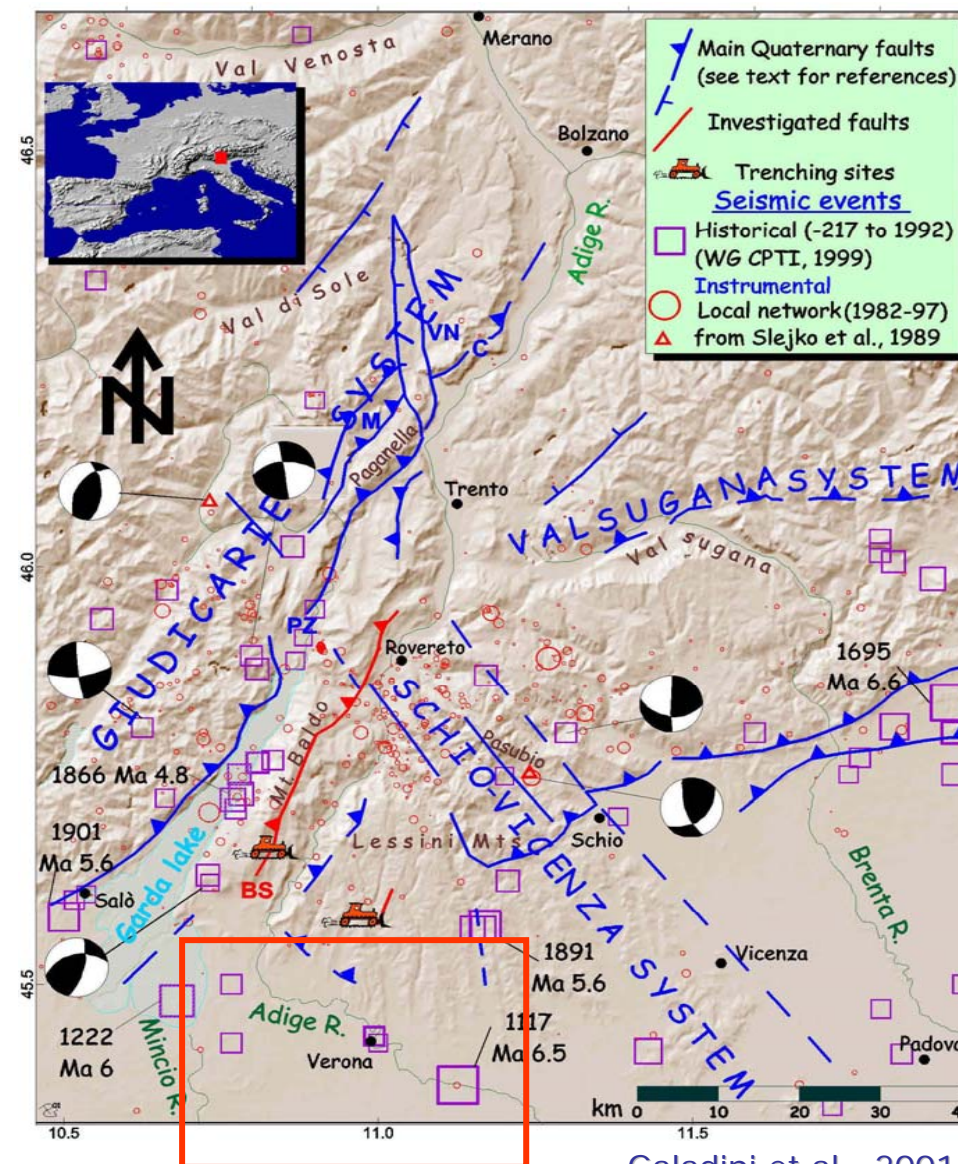 Merano
Val Venosta
Main Quaternary faults
(see text for references)
Investigated faults
Trenching sites
Seismic events
Historical (-217 to 1992)
(WG CPTI, 1999)
Instrumental
Local network(1982-97)
from Slejko et al., 1989
46.5
Bolzano
Adige R.
Val di Sole
N
VN
C
M
Paganella
Trento
GIUDICARIE SYSTEM
VALSUGANA SYSTEM
Val sugana
46.0
PZ
Rovereto
1695
Ma 6.6
SCHIO VICENZA SYSTEM
Pasubio
Mt. Baldo
1866 Ma 4.8
1901
Ma 5.6
Salò
Garda lake
Lessini Mts
Schio
BS
Brenta R.
1891
Ma 5.6
Vicenza
45.5
1222
Ma 6
Mincio R.
Adige R.
Verona
1117
Ma 6.5
Padova
km 0 10 20 30 4
10.5 11.0 11.5
Galadini et al., 2001